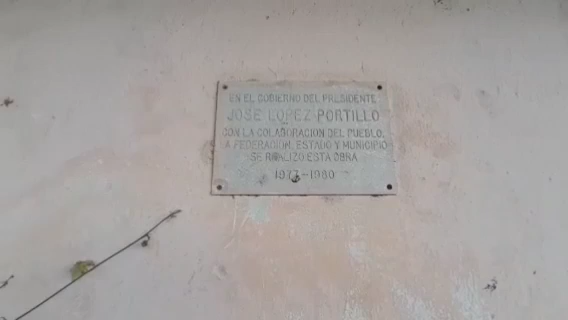 EN EL GOBIERNO DEL PRESIDENTE
JOSE LOPEZ PORTILLO
CON LA COLABORACION DEL PUEBLO,
A FEDERACION, ESTADO Y MUNICIPIO
SE REALIZO ESTA OBRA
1977-1980